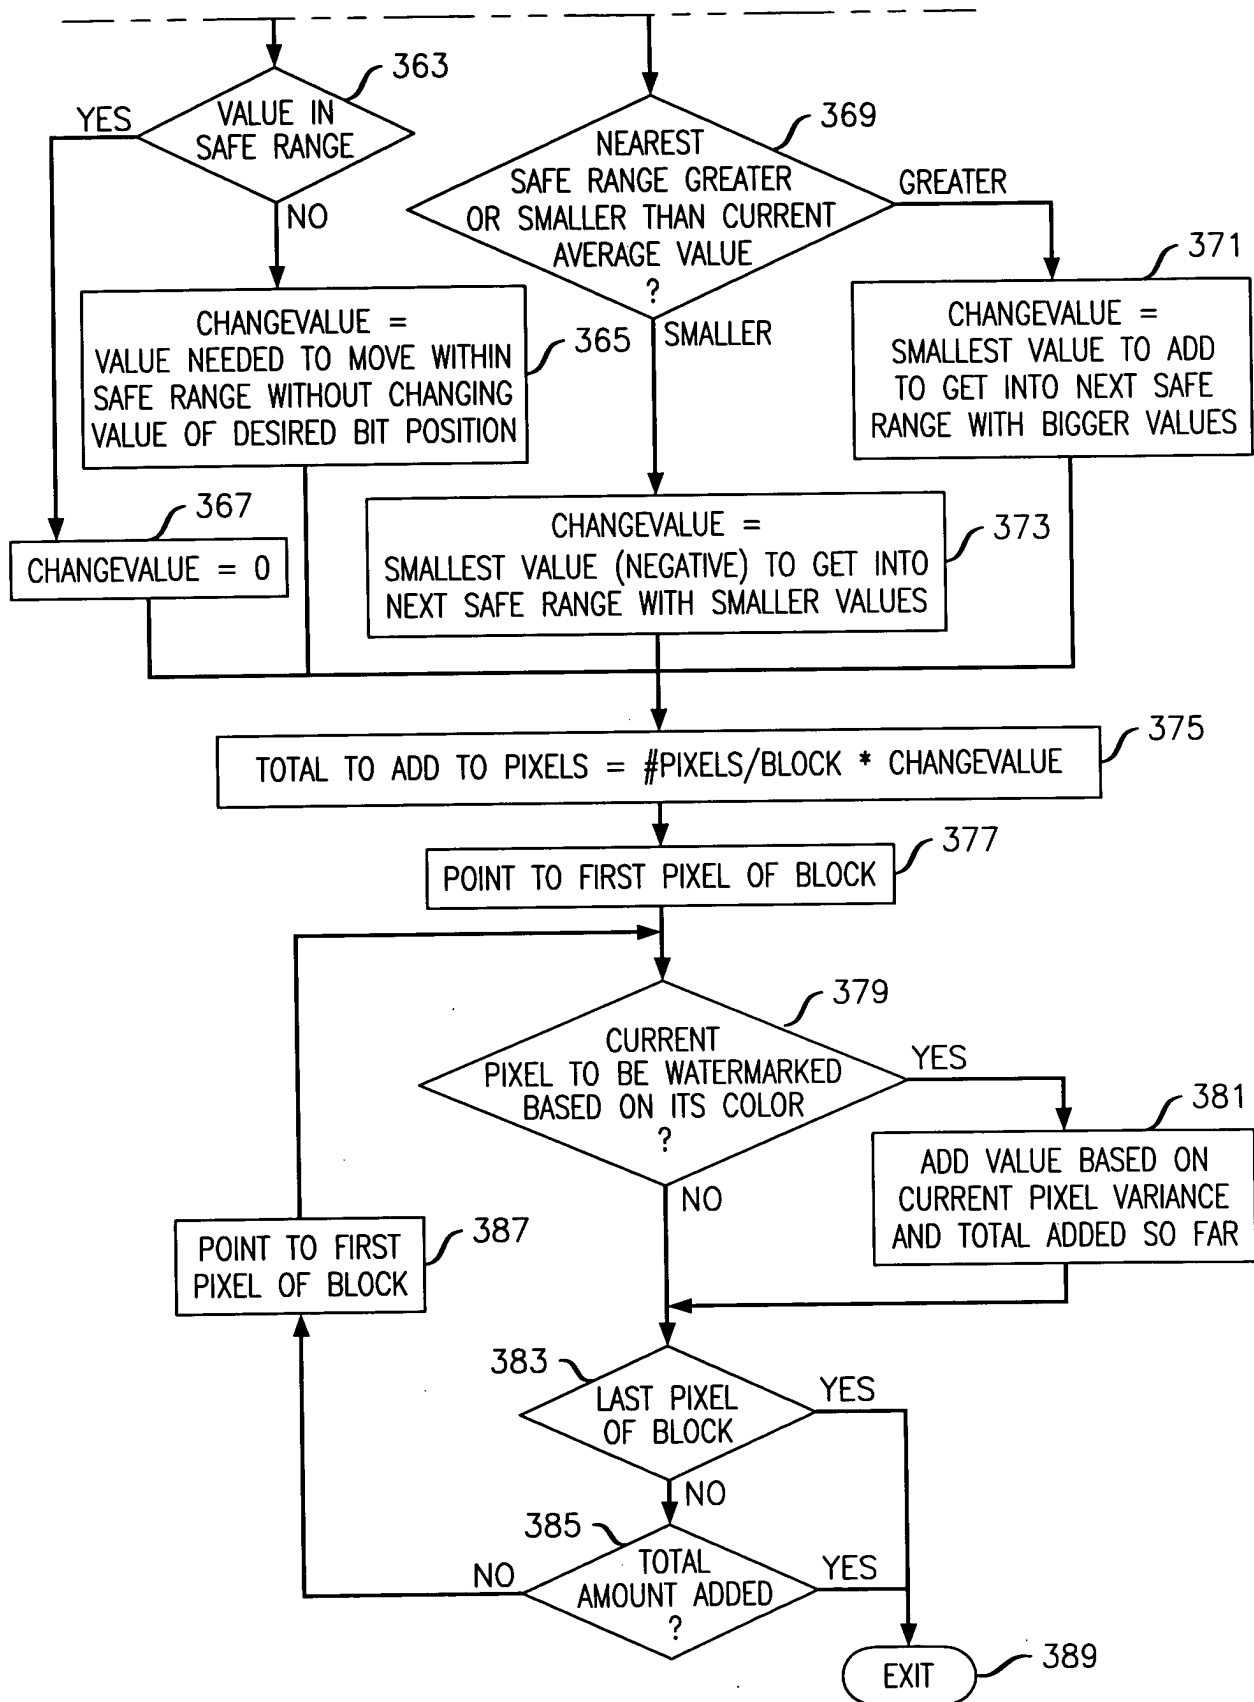 363
YES
VALUE IN
SAFE RANGE
NO
369
NEAREST
SAFE RANGE GREATER
OR SMALLER THAN CURRENT
AVERAGE VALUE
?
GREATER
SMALLER
371
CHANGEVALUE =
SMALLEST VALUE TO ADD
TO GET INTO NEXT SAFE
RANGE WITH BIGGER VALUES
CHANGEVALUE =
VALUE NEEDED TO MOVE WITHIN
SAFE RANGE WITHOUT CHANGING
VALUE OF DESIRED BIT POSITION
365
367
CHANGEVALUE = 0
CHANGEVALUE =
SMALLEST VALUE (NEGATIVE) TO GET INTO
NEXT SAFE RANGE WITH SMALLER VALUES
373
375
TOTAL TO ADD TO PIXELS = #PIXELS/BLOCK * CHANGEVALUE
377
POINT TO FIRST PIXEL OF BLOCK
379
CURRENT
PIXEL TO BE WATERMARKED
BASED ON ITS COLOR
?
YES
NO
381
ADD VALUE BASED ON
CURRENT PIXEL VARIANCE
AND TOTAL ADDED SO FAR
387
POINT TO FIRST
PIXEL OF BLOCK
383
LAST PIXEL
OF BLOCK
YES
NO
385
TOTAL
AMOUNT ADDED
?
NO
YES
EXIT
389